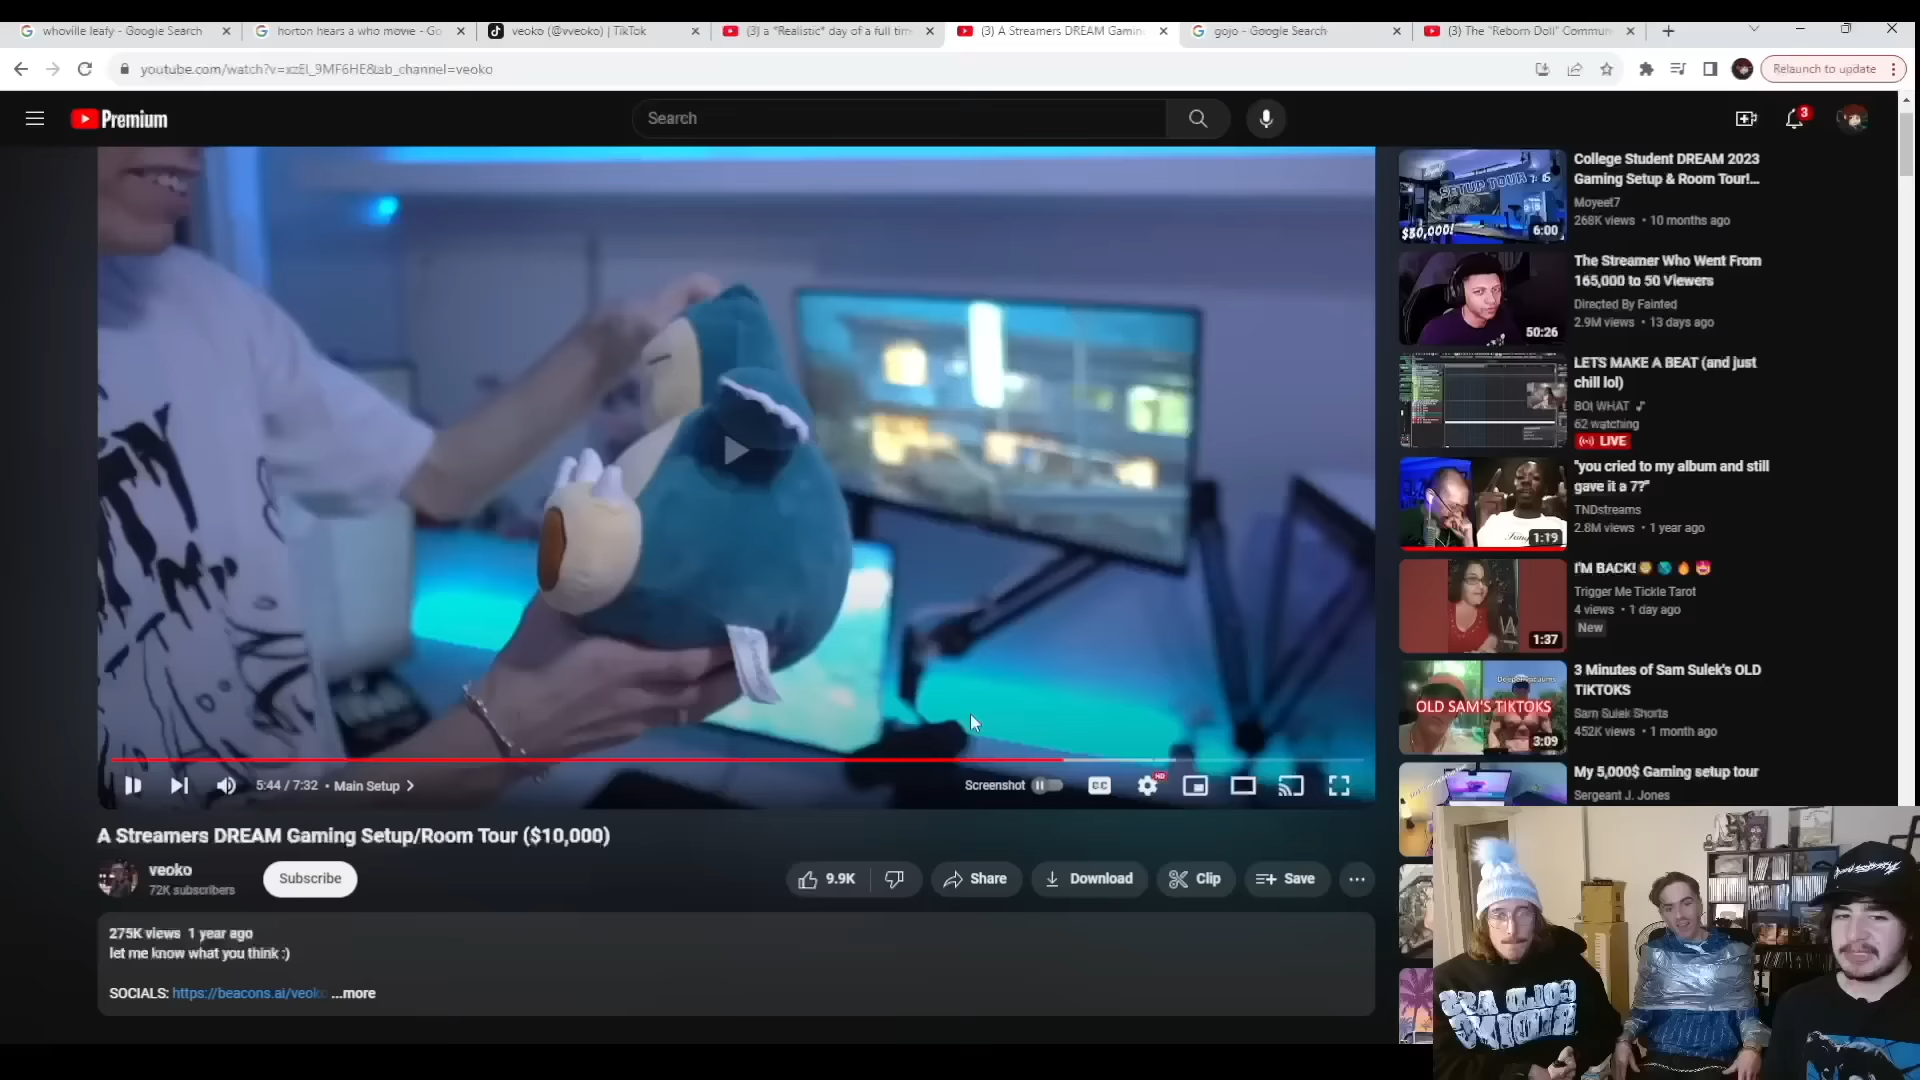 whoville leafy - Google Search
horton hears a who movie - Go
veoko (@vveoko) | TikTok
(3) a *Realistic* day of a full tim
(3) A Streamers DREAM Gamin
gojo - Google Search
(3) The "Reborn Doll" Commun
Relaunch to update
Premium
Search
3
College Student DREAM 2023
Gaming Setup & Room Tour!...
Moyeet7
268K views • 10 months ago
SETUP TOUR
$30,000!
6:00
The Streamer Who Went From
165,000 to 50 Viewers
Directed By Fainted
2.9M views • 13 days ago
50:26
LETS MAKE A BEAT (and just
chill lol)
BOI WHAT
62 watching
LIVE
"you cried to my album and still
gave it a 7?"
TNDstreams
2.8M views • 1 year ago
1:19
I'M BACK!
Trigger Me Tickle Tarot
4 views • 1 day ago
New
1:37
3 Minutes of Sam Sulek's OLD
TIKTOKS
Sam Sulek Shorts
452K views • 1 month ago
OLD SAM'S TIKTOKS
3:09
My 5,000$ Gaming setup tour
Sergeant J. Jones
5:44 / 7:32 • Main Setup
Screenshot
CC
HD
A Streamers DREAM Gaming Setup/Room Tour ($10,000)
veoko
72K subscribers
Subscribe
9.9K
Share
Download
Clip
Save
275K views 1 year ago
let me know what you think :)
SOCIALS: https://beacons.ai/veoko ...more